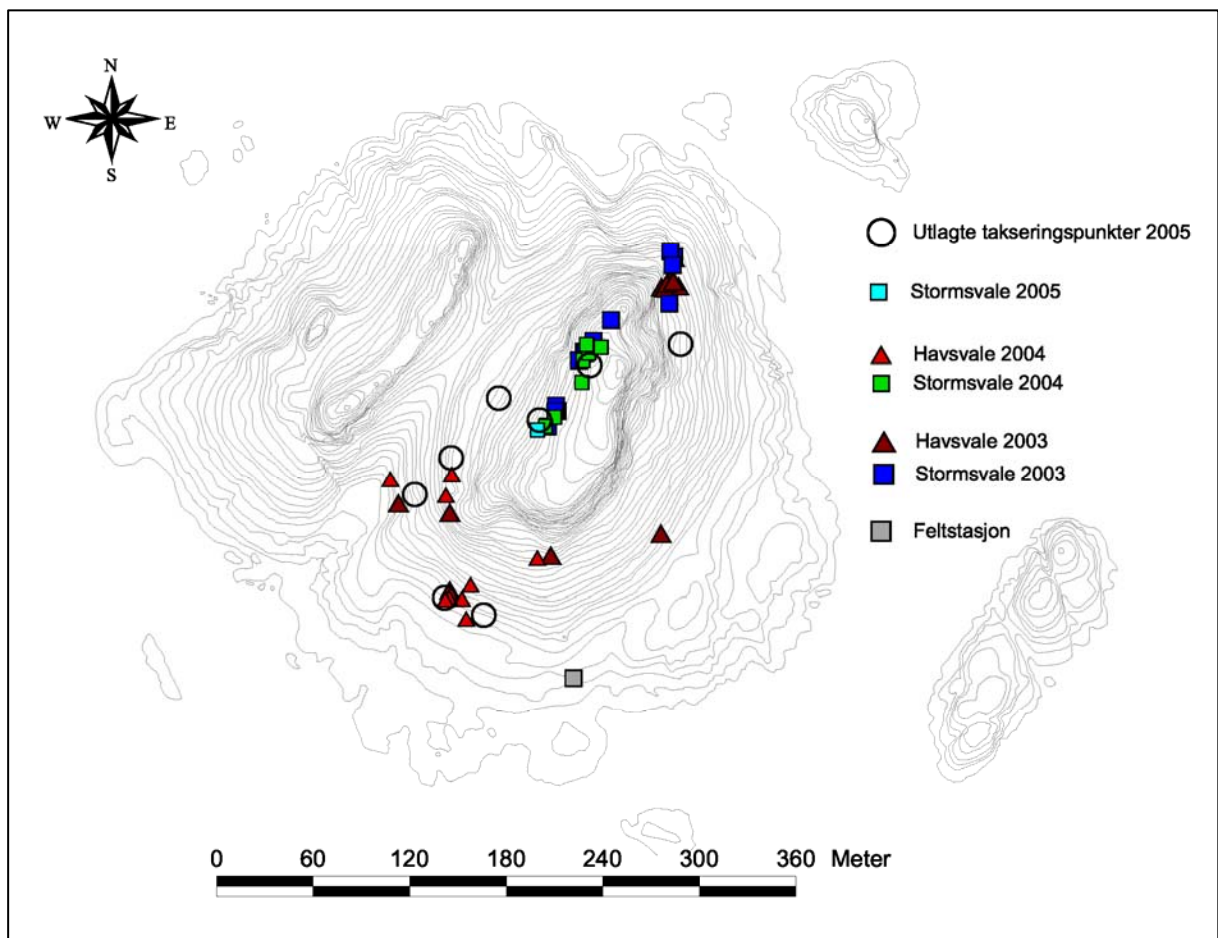 N
W E
S
Utlagte takseringspunkter 2005
Stormsvale 2005
Havsvale 2004
Stormsvale 2004
Havsvale 2003
Stormsvale 2003
Feltstasjon
0 60 120 180 240 300 360 Meter